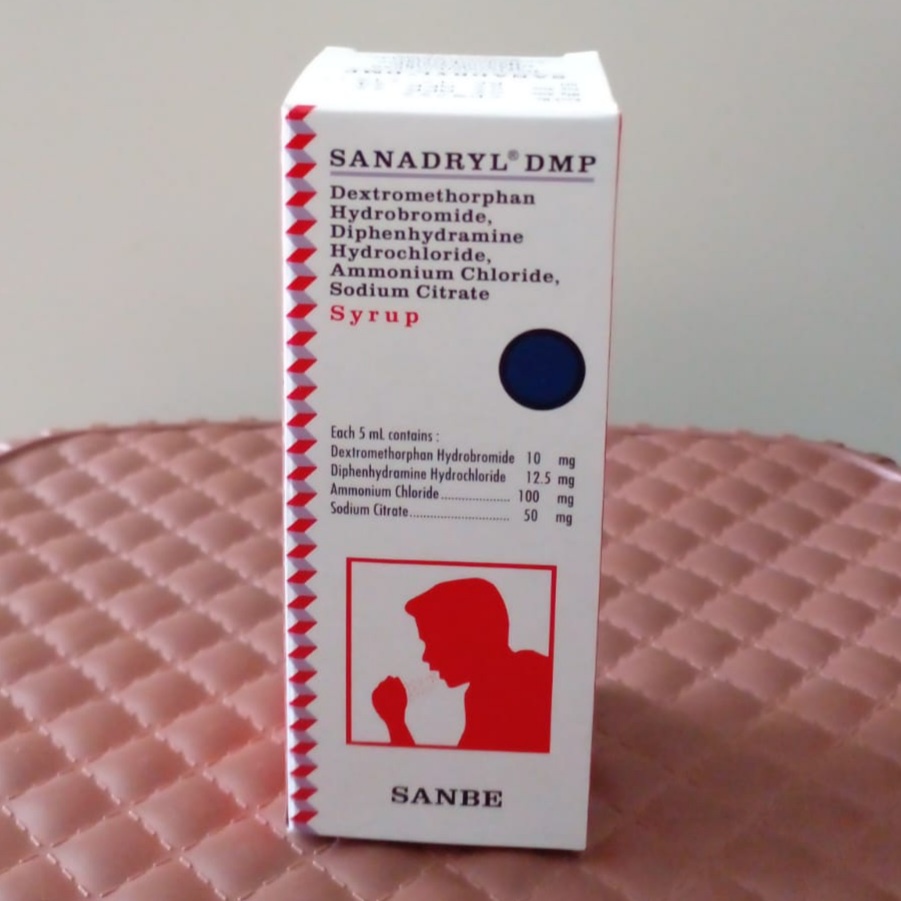 SANADRYL® DMP
Dextromethorphan
Hydrobromide,
Diphenhydramine
Hydrochloride,
Ammonium Chloride,
Sodium Citrate
Syrup
Each 5 mL contains :
Dextromethorphan Hydrobromide 10 mg
Diphenhydramine Hydrochloride 12.5 mg
Ammonium Chloride................... 100 mg
Sodium Citrate............................ 50 mg
SANBE